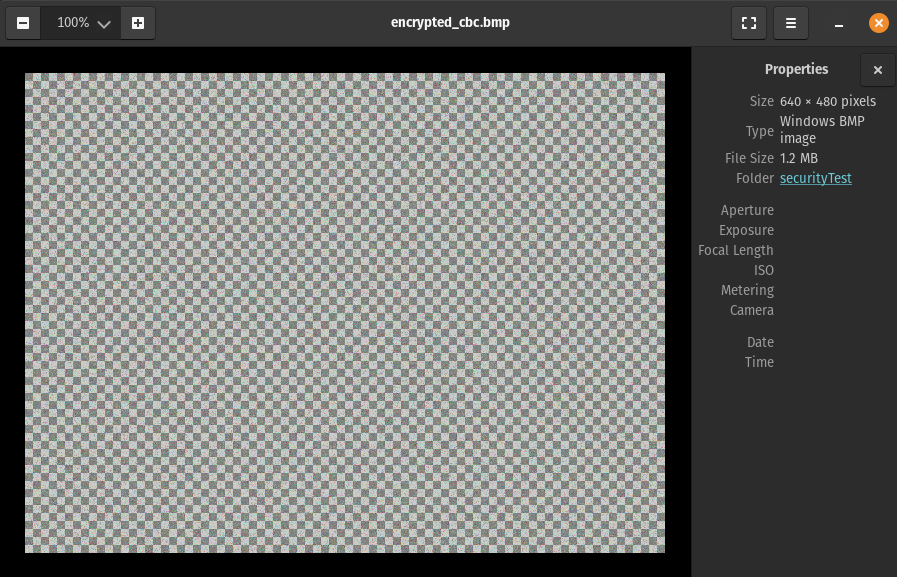 100%
encrypted_cbc.bmp
Properties
Size 640 × 480 pixels
Type Windows BMP
image
File Size 1.2 MB
Folder securityTest
Aperture
Exposure
Focal Length
ISO
Metering
Camera
Date
Time